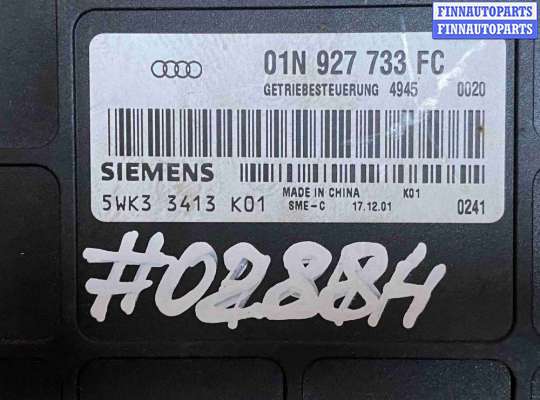 FINNAUTOPARTS
FINNAUTOPARTS
01N 927 733 FC
GETRIEBESTEUERUNG 4945 0020
SIEMENS
5WK3 3413 K01
MADE IN CHINA K01
SME-C 17.12.01 0241
#02884